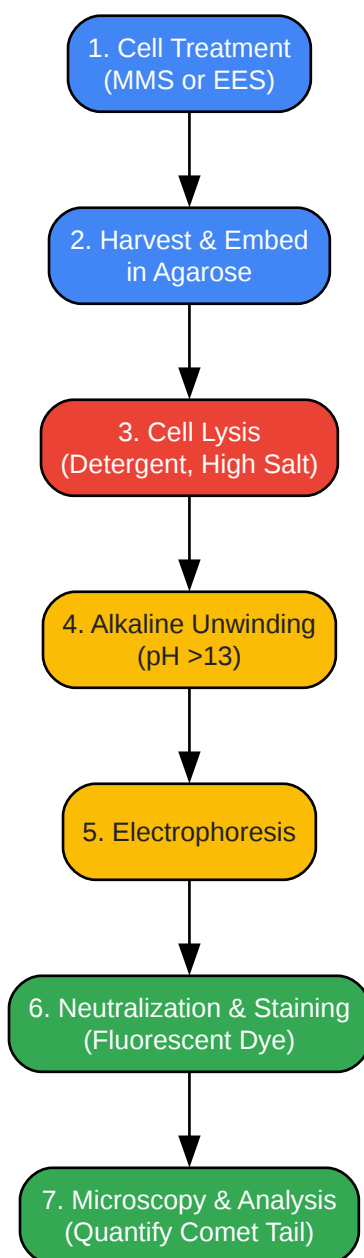 1. Cell Treatment
(MMS or EES)
2. Harvest & Embed
in Agarose
3. Cell Lysis
(Detergent, High Salt)
4. Alkaline Unwinding
(pH >13)
5. Electrophoresis
6. Neutralization & Staining
(Fluorescent Dye)
7. Microscopy & Analysis
(Quantify Comet Tail)